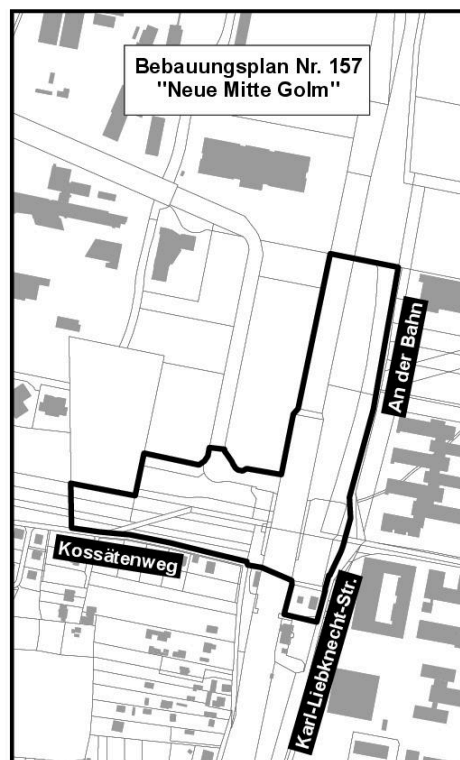 Bebauungsplan Nr. 157
"Neue Mitte Golm"
An der Bahn
Kossätenweg
Karl-Liebknecht-Str.